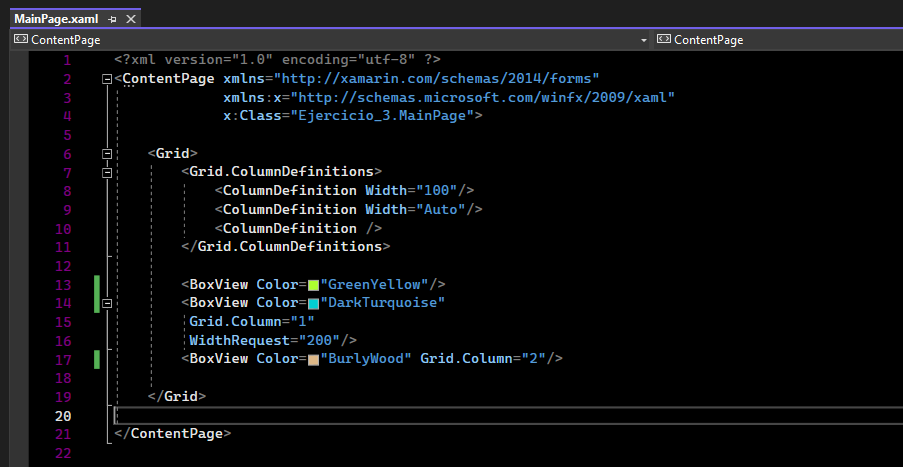 MainPage.xaml
ContentPage ContentPage
1 <?xml version="1.0" encoding="utf-8" ?>
2 <ContentPage xmlns="http://xamarin.com/schemas/2014/forms"
3 xmlns:x="http://schemas.microsoft.com/winfx/2009/xaml"
4 x:Class="Ejercicio_3.MainPage">
5
6 <Grid>
7 <Grid.ColumnDefinitions>
8 <ColumnDefinition Width="100"/>
9 <ColumnDefinition Width="Auto"/>
10 <ColumnDefinition />
11 </Grid.ColumnDefinitions>
12
13 <BoxView Color="GreenYellow"/>
14 <BoxView Color="DarkTurquoise"
15 Grid.Column="1"
16 WidthRequest="200"/>
17 <BoxView Color="BurlyWood" Grid.Column="2"/>
18
19 </Grid>
20
21 </ContentPage>
22